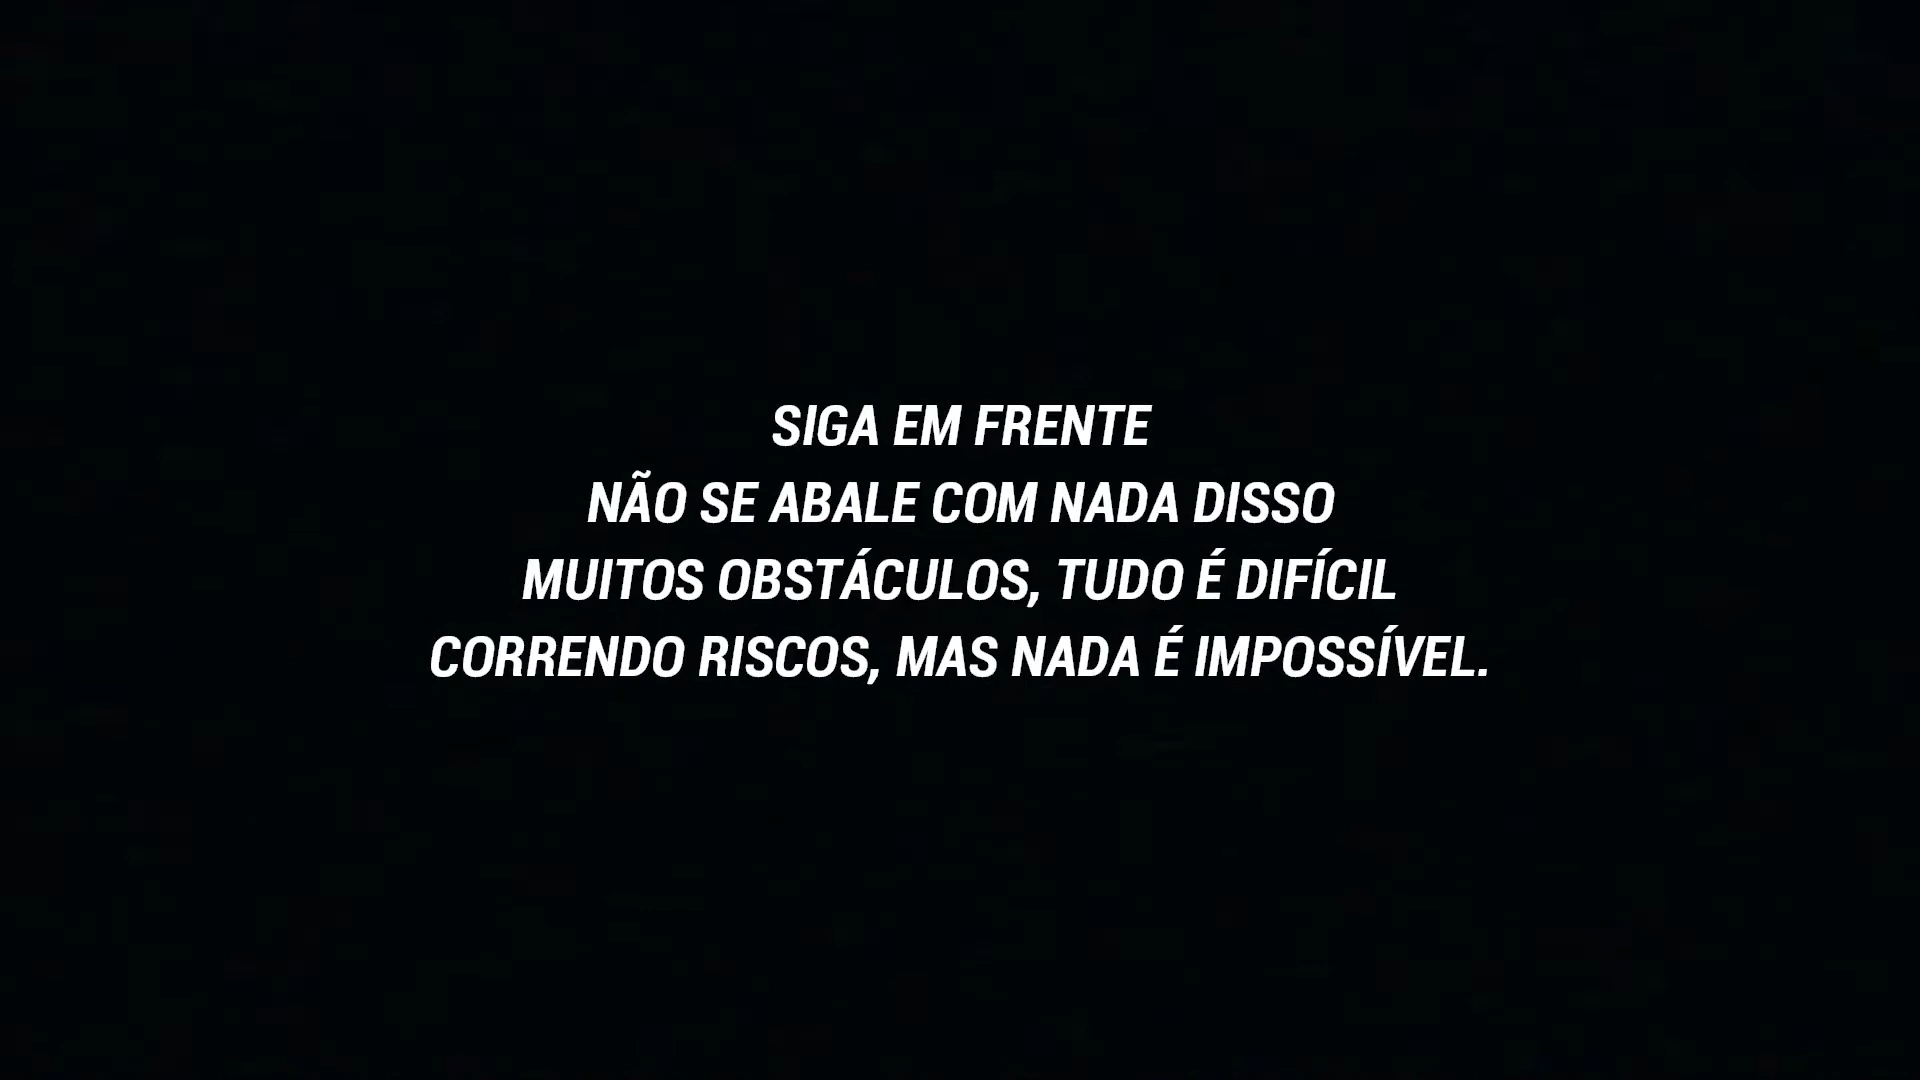 SIGA EM FRENTE
NÃO SE ABALE COM NADA DISSO
MUITOS OBSTÁCULOS, TUDO É DIFÍCIL
CORRENDO RISCOS, MAS NADA É IMPOSSÍVEL.